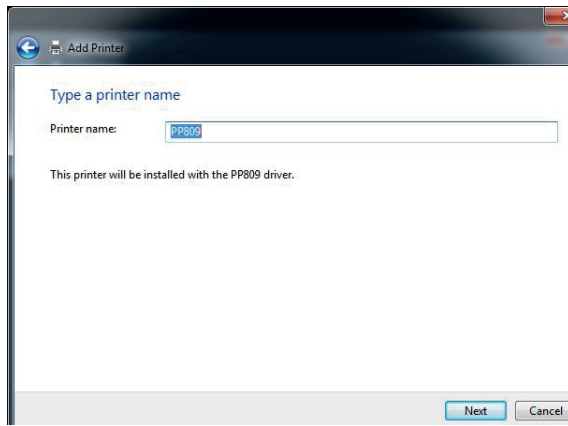 Add Printer
Type a printer name
Printer name: PP809
This printer will be installed with the PP809 driver.
Next Cancel